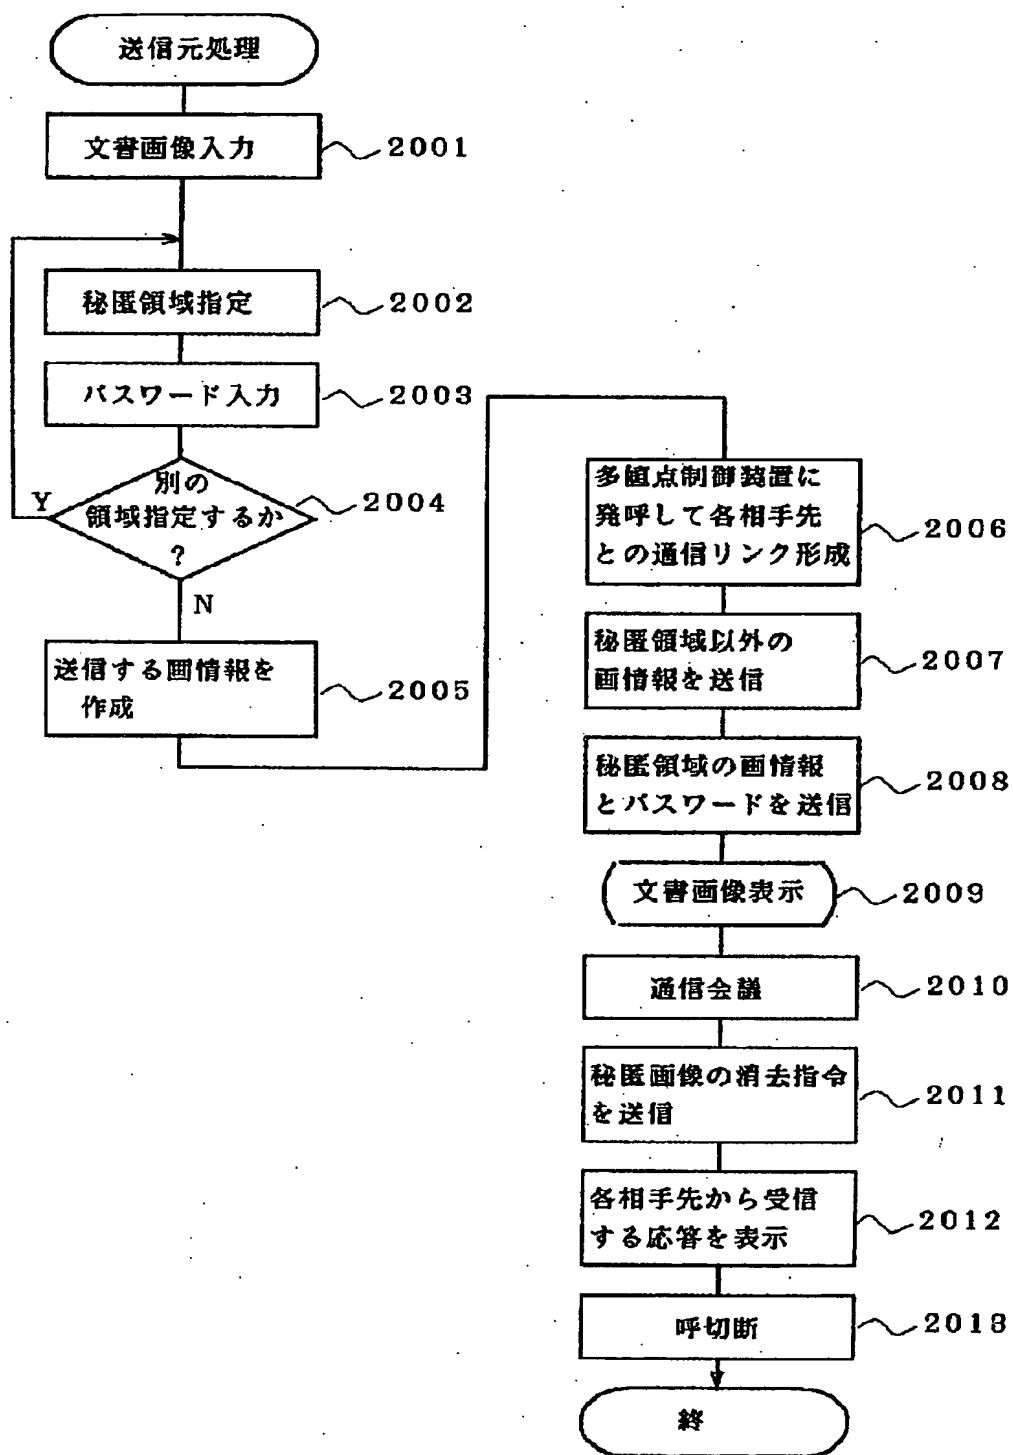 送信元処理
文書画像入力
2001
秘匿領域指定
2002
パスワード入力
2003
別の
領域指定するか
?
2004
Y
N
送信する画情報を
作成
2005
多値点制御装置に
発呼して各相手先
との通信リンク形成
2006
秘匿領域以外の
画情報を送信
2007
秘匿領域の画情報
とパスワードを送信
2008
文書画像表示
2009
通信会議
2010
秘匿画像の消去指令
を送信
2011
各相手先から受信
する応答を表示
2012
呼切断
2013
終